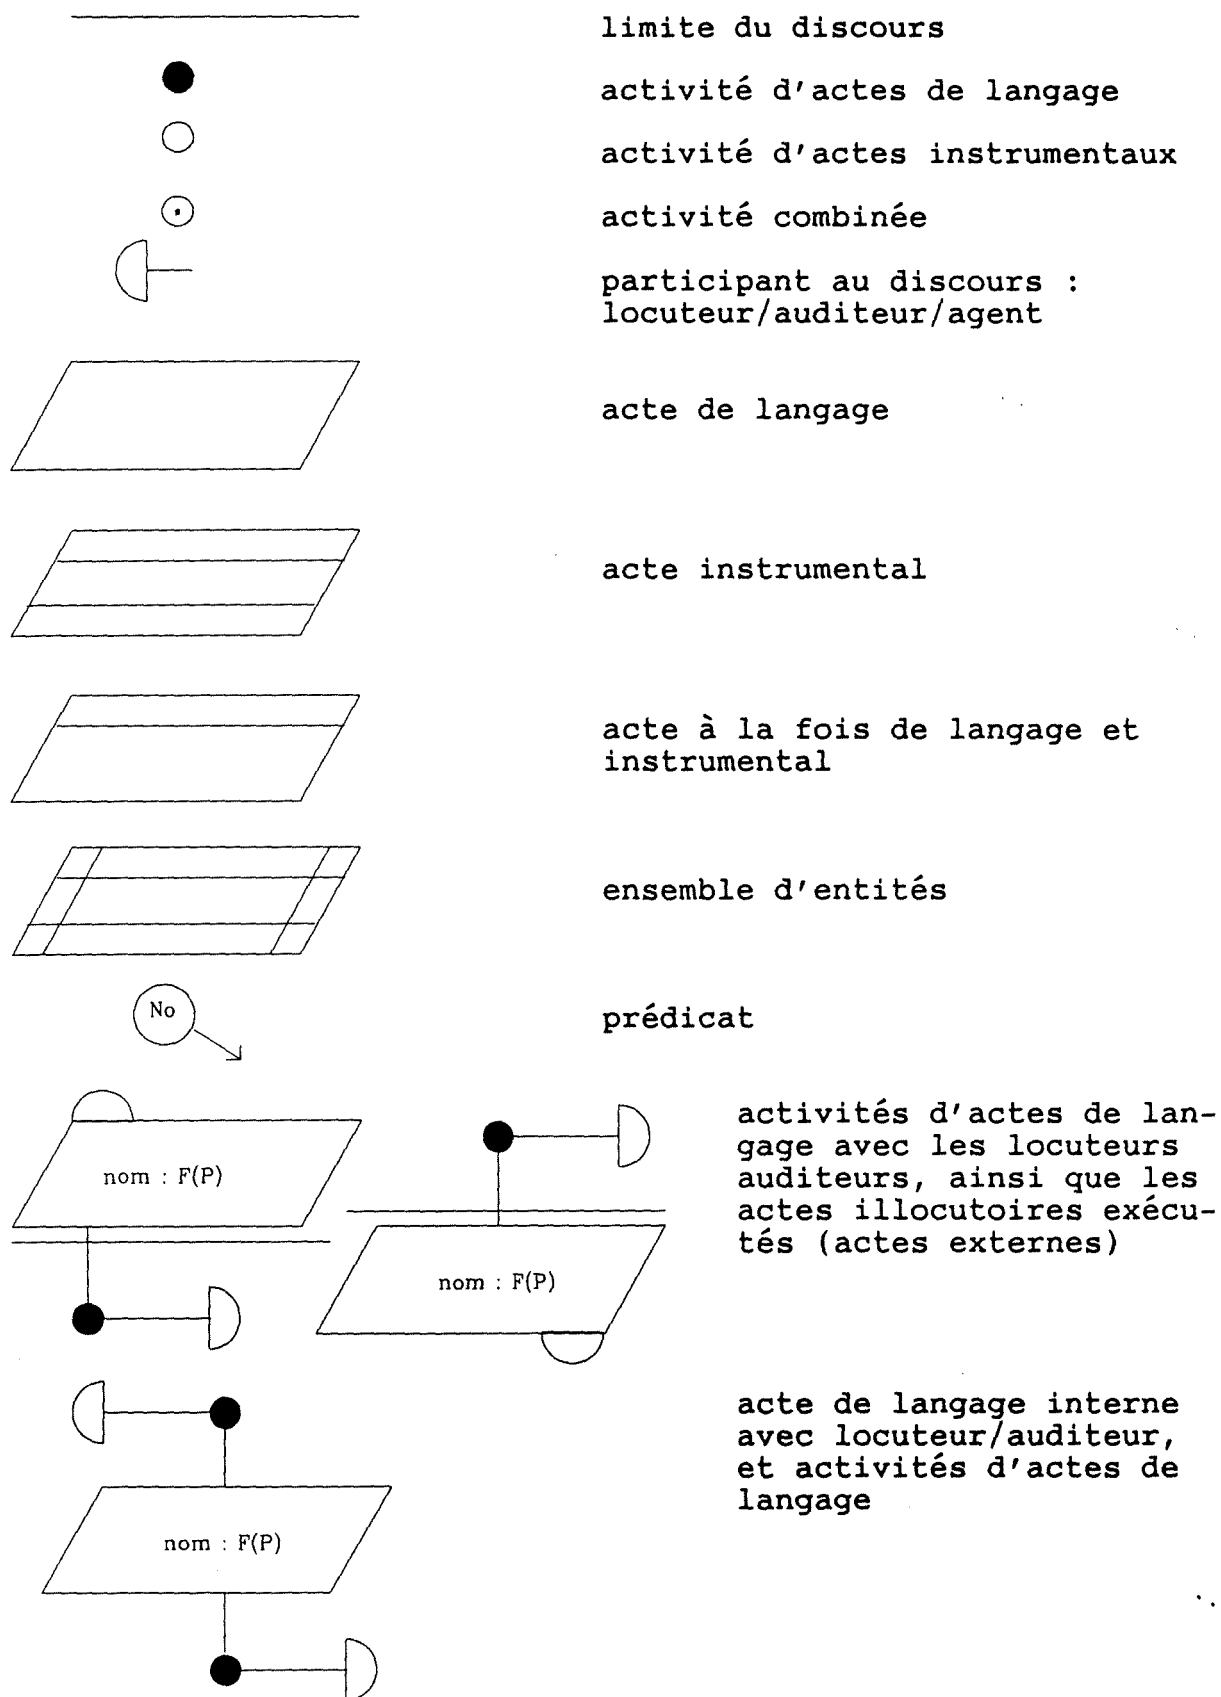 limite du discours
activité d'actes de langage
activité d'actes instrumentaux
activité combinée
participant au discours :
locuteur/auditeur/agent
acte de langage
acte instrumental
acte à la fois de langage et
instrumental
ensemble d'entités
No
prédicat
nom : F(P)
nom : F(P)
activités d'actes de lan-
gage avec les locuteurs
auditeurs, ainsi que les
actes illocutoires exécu-
tés (actes externes)
nom : F(P)
acte de langage interne
avec locuteur/auditeur,
et activités d'actes de
langage